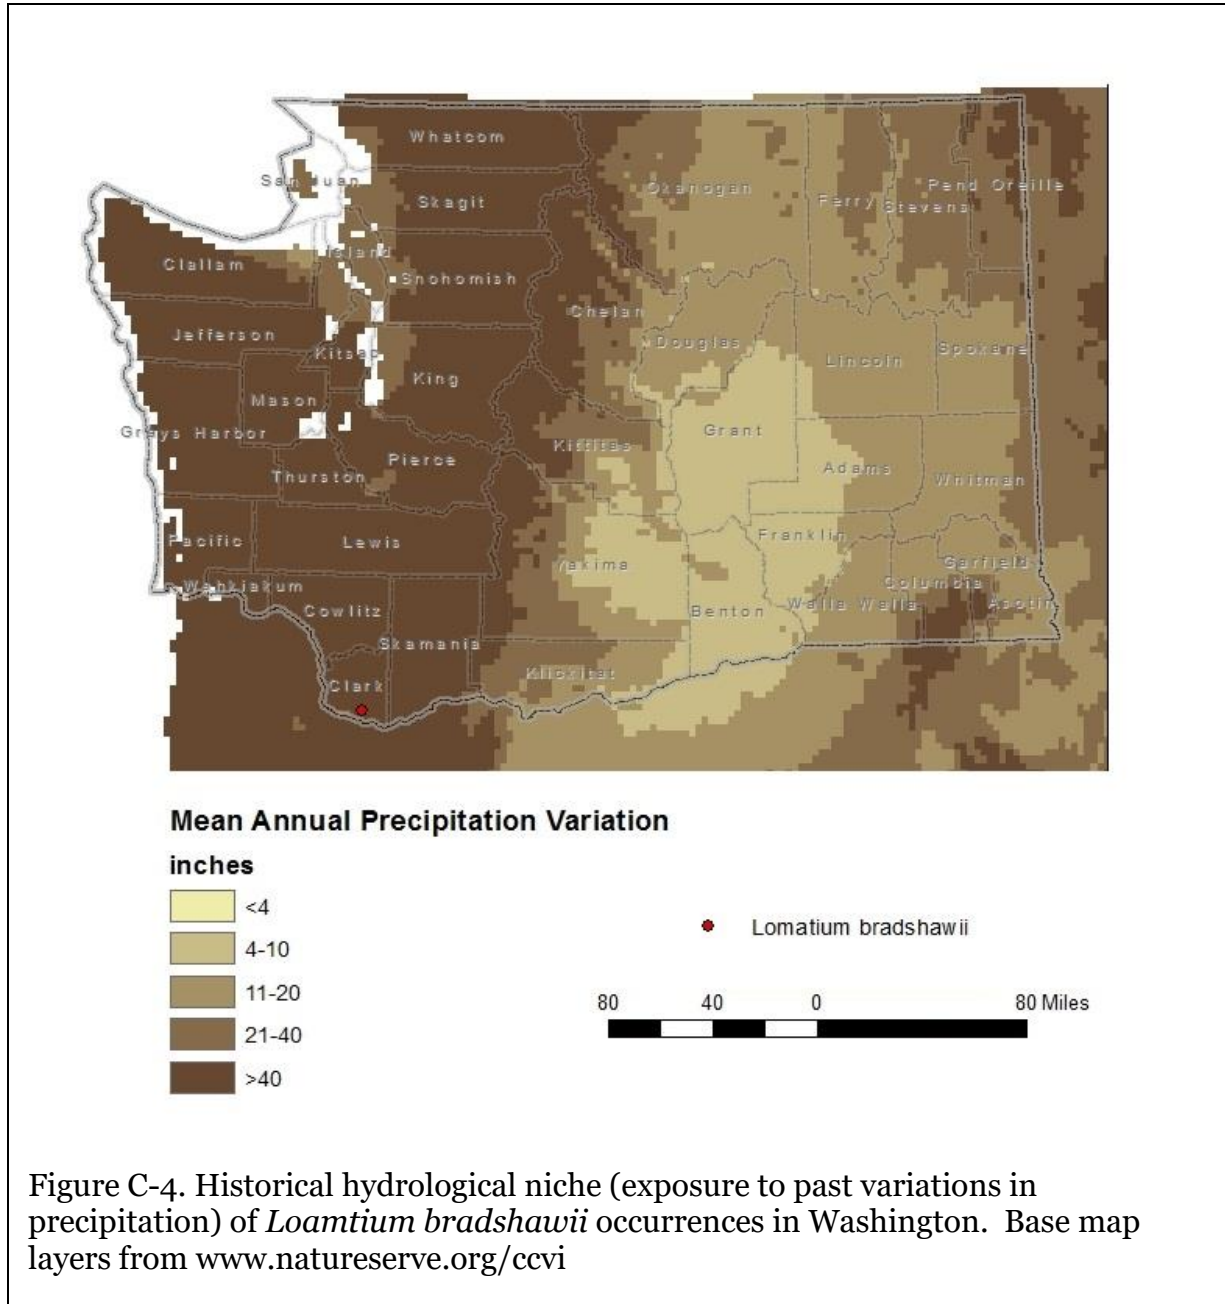 Whatcom
San Juan
Okanogan
Pend Oreille
Ferry
Stevens
Skagit
Island
Clallam
Snohomish
Chelan
Jefferson
Douglas
Kitsap
Lincoln
Spokane
King
Mason
Grays Harbor
Grant
Kittitas
Pierce
Adams
Thurston
Whitman
Pacific
Lewis
Franklin
Yakima
Garfield
Wahkiakum
Columbia
Cowlitz
Benton
Walla Walla
Asotin
Skamania
Klickitat
Clark
Mean Annual Precipitation Variation
inches
<4
4-10
11-20
21-40
>40
Lomatium bradshawii
80 40 0 80 Miles
Figure C-4. Historical hydrological niche (exposure to past variations in
precipitation) of Loamtium bradshawii occurrences in Washington. Base map
layers from www.natureserve.org/ccvi